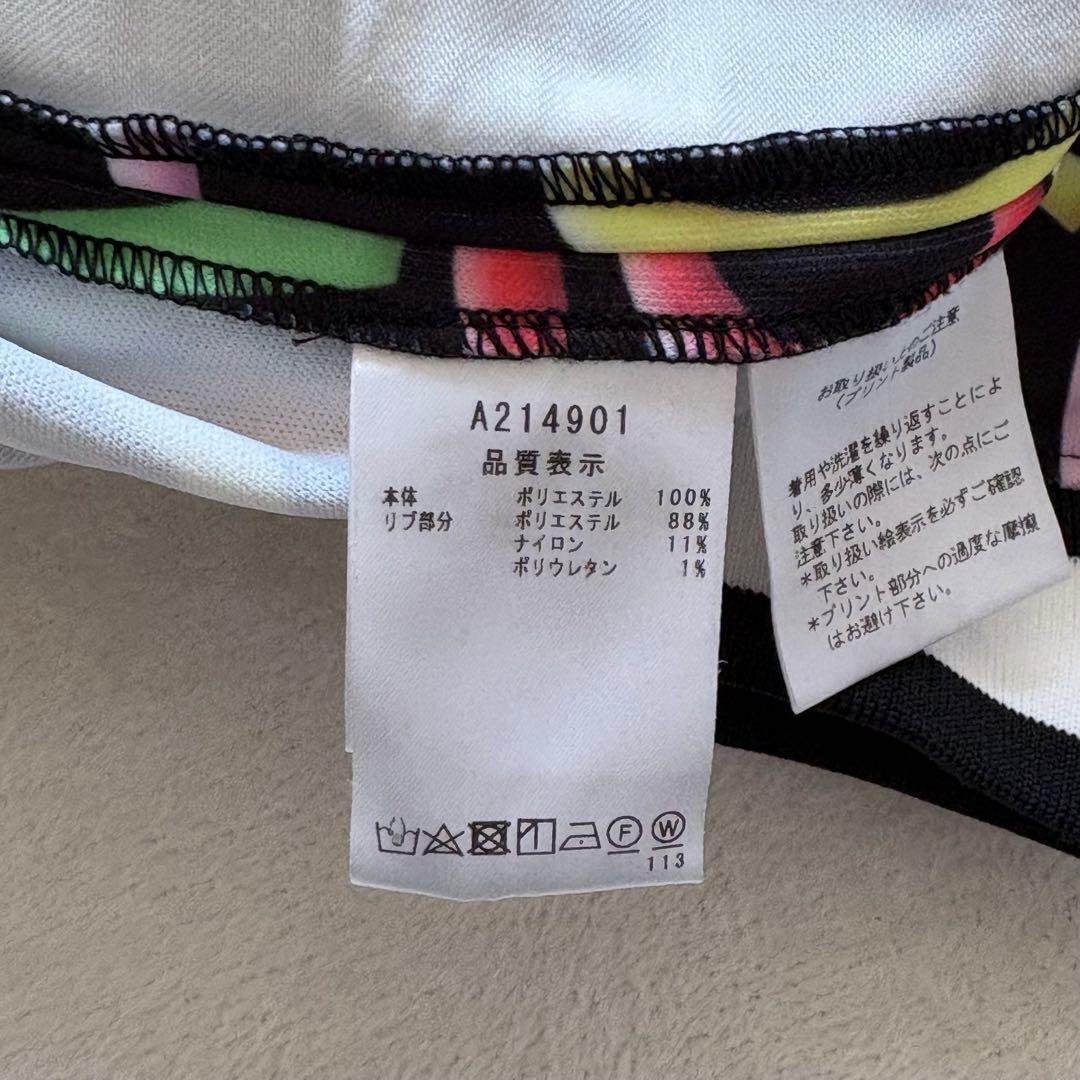 A214901
品質表示
本体 ポリエステル 100%
リブ部分 ポリエステル 88%
ナイロン 11%
ポリウレタン 1%
F W
113
お取り扱い上のご注意
(プリント製品)
着用や洗濯を繰り返すことによ
り、多少薄くなります。
取り扱いの際には、次の点にご
注意下さい。
*取り扱い絵表示を必ずご確認
下さい。
*プリント部分への過度な摩擦
はお避け下さい。